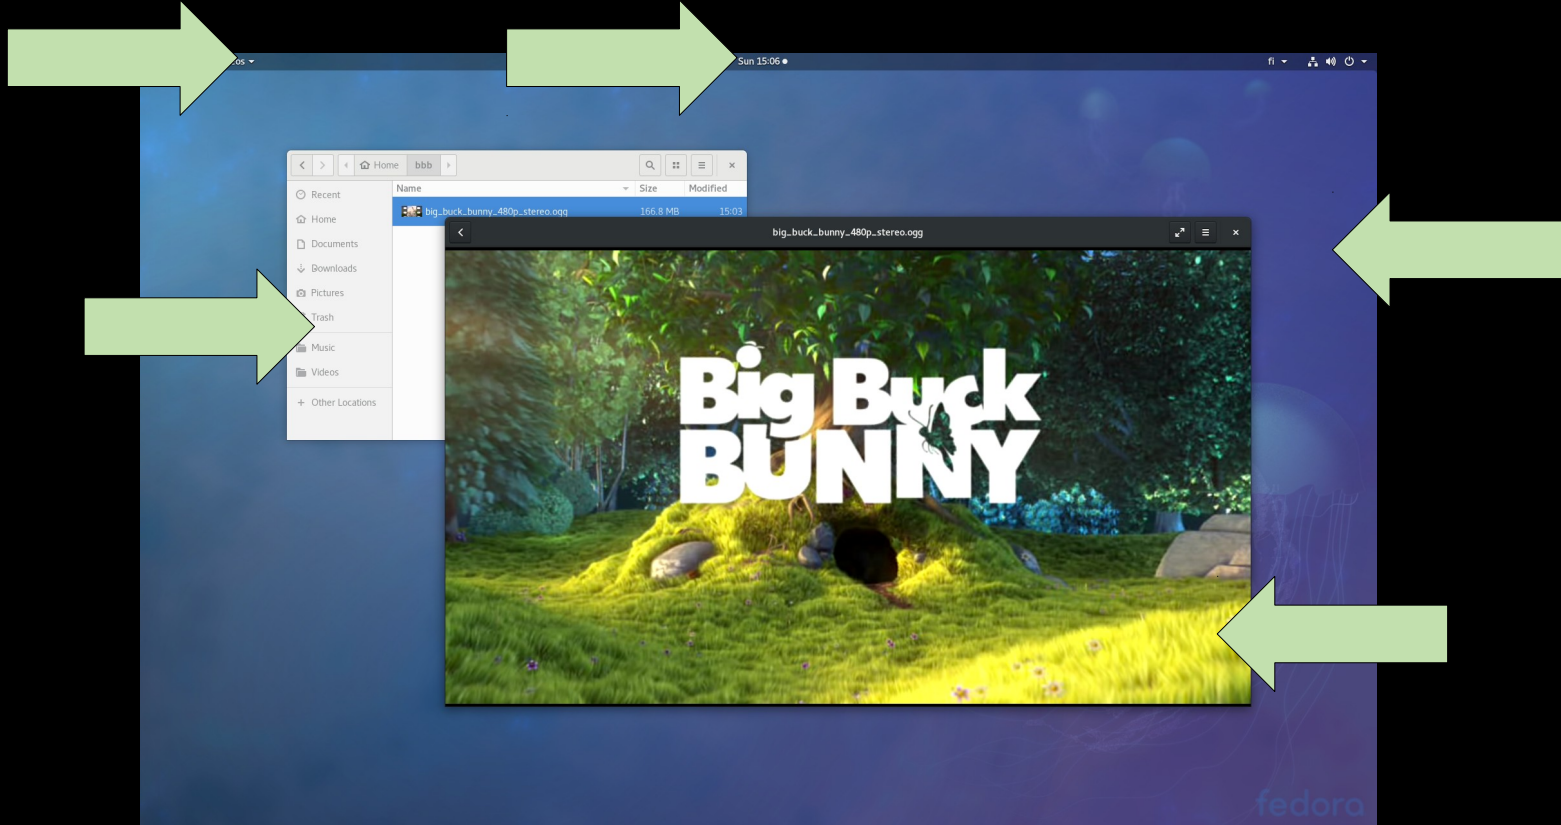 Sun 15:06
fi
Home bbb
Name Size Modified
big_buck_bunny_480p_stereo.ogg 166.8 MB 15:03
Recent
Home
Documents
Downloads
Pictures
Trash
Music
Videos
Other Locations
big_buck_bunny_480p_stereo.ogg
Big Buck
BUNNY
fedora